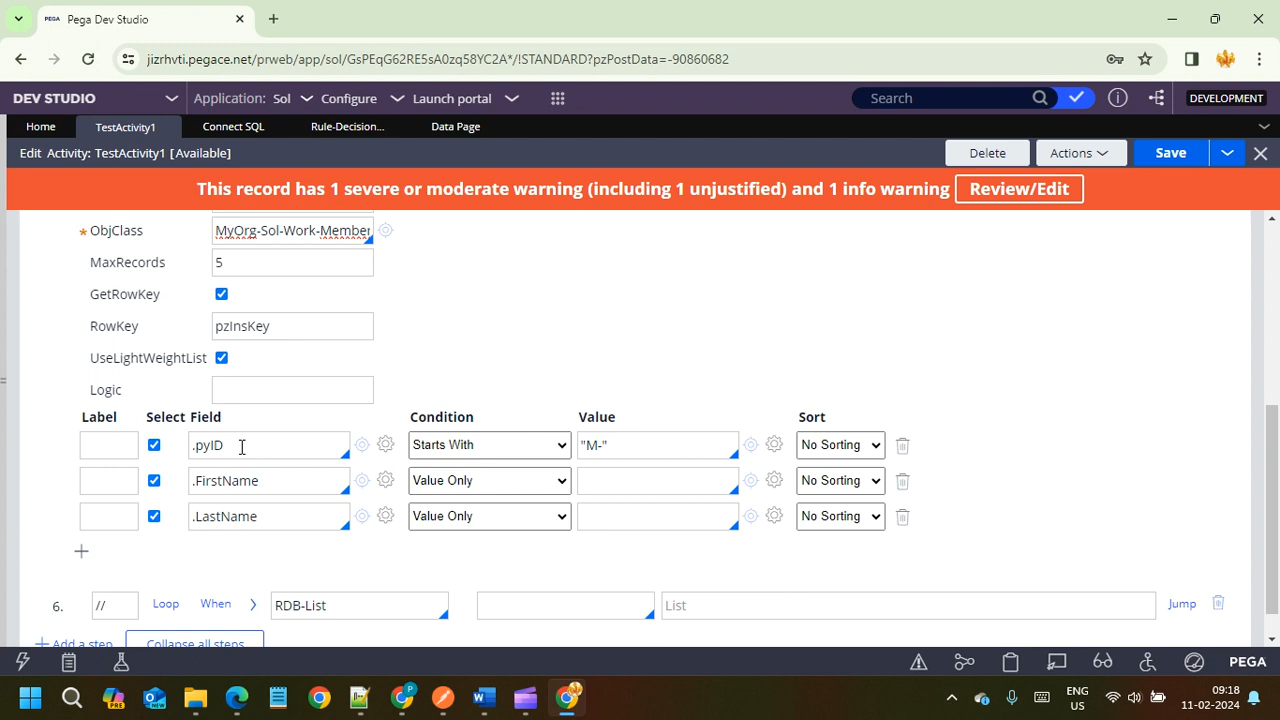 PEGA Pega Dev Studio
jizrhvti.pegace.net/prweb/app/sol/GsPEqG62RE5sA0zq58YC2A*/!STANDARD?pzPostData=-90860682
DEV STUDIO Application: Sol Configure Launch portal Search DEVELOPMENT
Home TestActivity1 Connect SQL Rule-Decision... Data Page
Edit Activity: TestActivity1 [Available] Delete Actions Save
This record has 1 severe or moderate warning (including 1 unjustified) and 1 info warning Review/Edit
* ObjClass MyOrg-Sol-Work-Member
MaxRecords 5
GetRowKey
RowKey pzInsKey
UseLightWeightList
Logic
Label Select Field Condition Value Sort
.pyID Starts With "M-" No Sorting
.FirstName Value Only No Sorting
.LastName Value Only No Sorting
6. // Loop When RDB-List List Jump
Add a step Collapse all steps
PEGA
PRE
ENG 09:18
US 11-02-2024